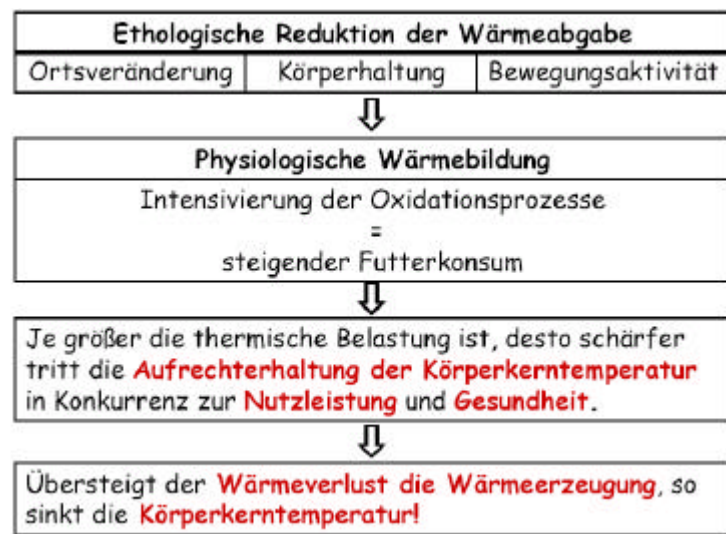 Ethologische Reduktion der Wärmeabgabe
Ortsveränderung Körperhaltung Bewegungsaktivität
Physiologische Wärmebildung
Intensivierung der Oxidationsprozesse
=
steigender Futterkonsum
Je größer die thermische Belastung ist, desto schärfer
tritt die Aufrechterhaltung der Körperkerntemperatur
in Konkurrenz zur Nutzleistung und Gesundheit.
Übersteigt der Wärmeverlust die Wärmeerzeugung, so
sinkt die Körperkerntemperatur!